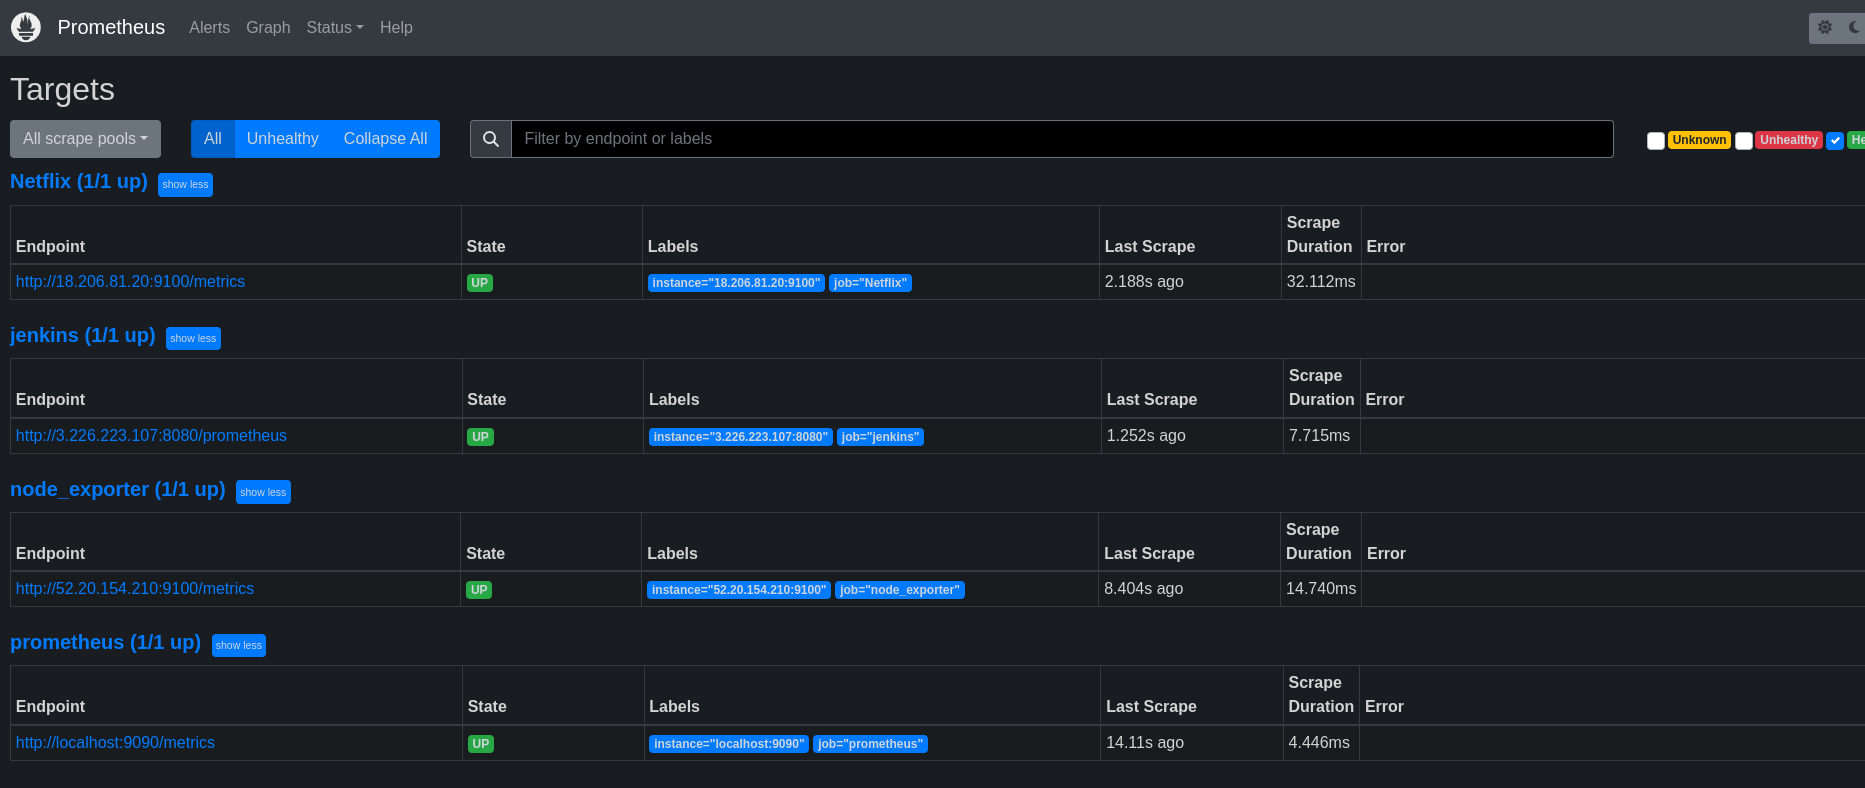 Prometheus Alerts Graph Status Help
Targets
All scrape pools All Unhealthy Collapse All Filter by endpoint or labels Unknown Unhealthy
Netflix (1/1 up) show less
Endpoint State Labels Last Scrape Scrape Duration Error
http://18.206.81.20:9100/metrics UP instance="18.206.81.20:9100" job="Netflix" 2.188s ago 32.112ms
jenkins (1/1 up) show less
Endpoint State Labels Last Scrape Scrape Duration Error
http://3.226.223.107:8080/prometheus UP instance="3.226.223.107:8080" job="jenkins" 1.252s ago 7.715ms
node_exporter (1/1 up) show less
Endpoint State Labels Last Scrape Scrape Duration Error
http://52.20.154.210:9100/metrics UP instance="52.20.154.210:9100" job="node_exporter" 8.404s ago 14.740ms
prometheus (1/1 up) show less
Endpoint State Labels Last Scrape Scrape Duration Error
http://localhost:9090/metrics UP instance="localhost:9090" job="prometheus" 14.11s ago 4.446ms